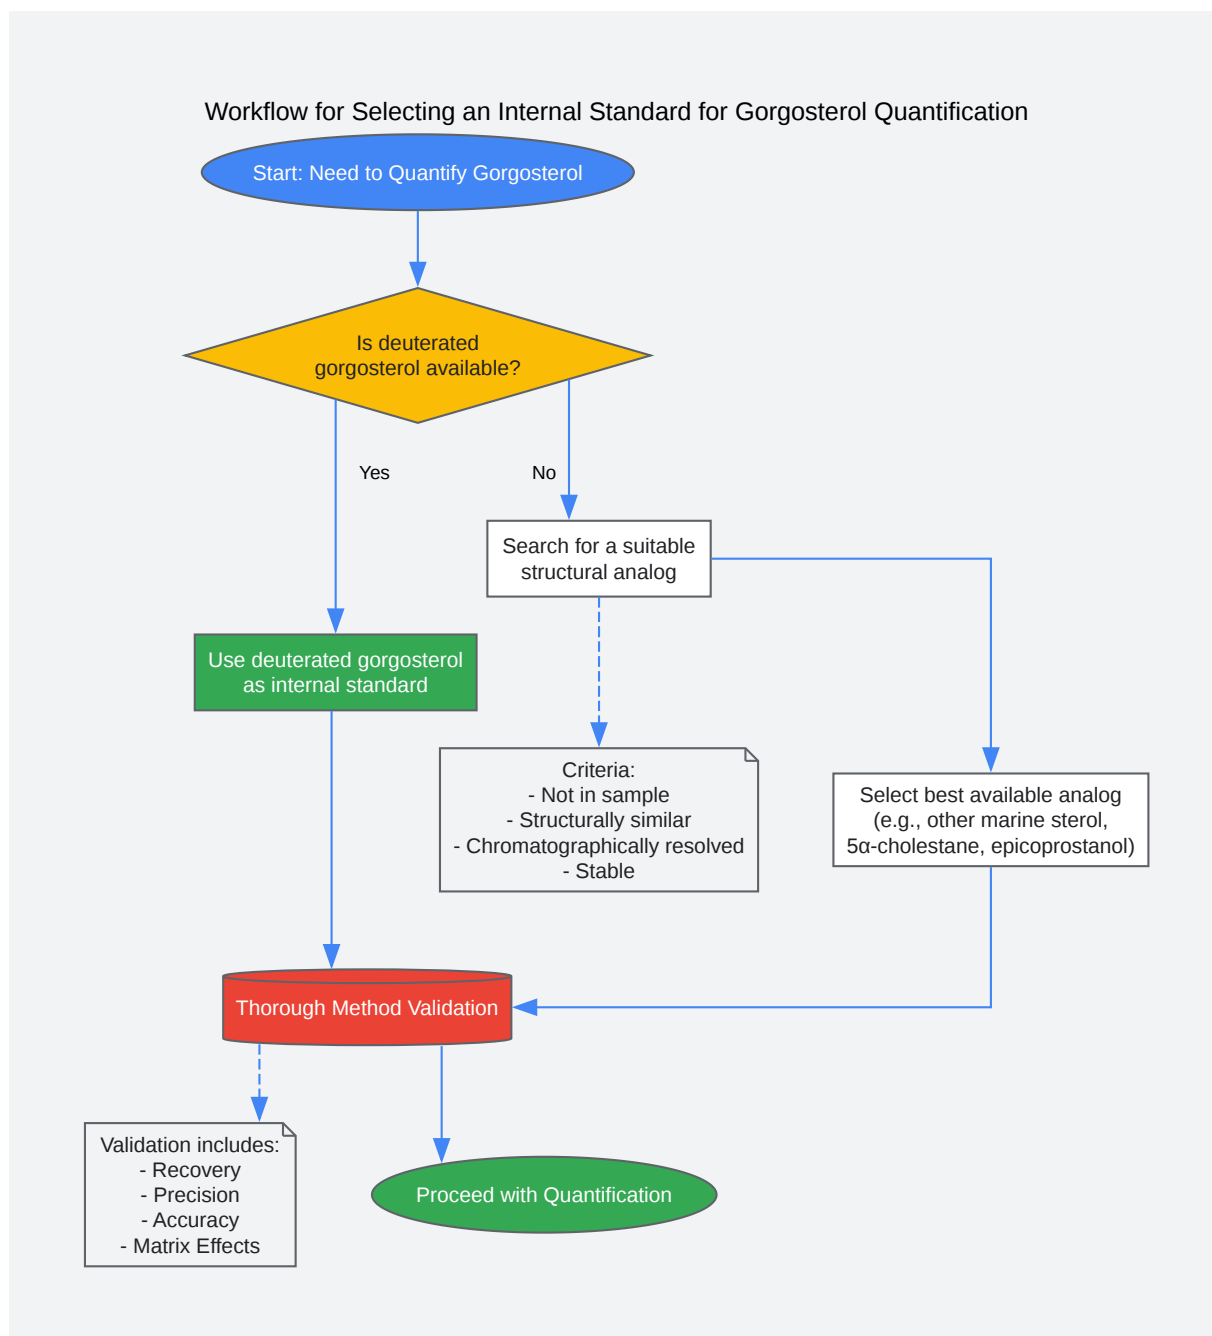 Workflow for Selecting an Internal Standard for Gorgosterol Quantification
Start: Need to Quantify Gorgosterol
Is deuterated
gorgosterol available?
Yes
No
Search for a suitable
structural analog
Use deuterated gorgosterol
as internal standard
Criteria:
- Not in sample
- Structurally similar
- Chromatographically resolved
- Stable
Select best available analog
(e.g., other marine sterol,
5α-cholestane, epicoprostanol)
Thorough Method Validation
Validation includes:
- Recovery
- Precision
- Accuracy
- Matrix Effects
Proceed with Quantification